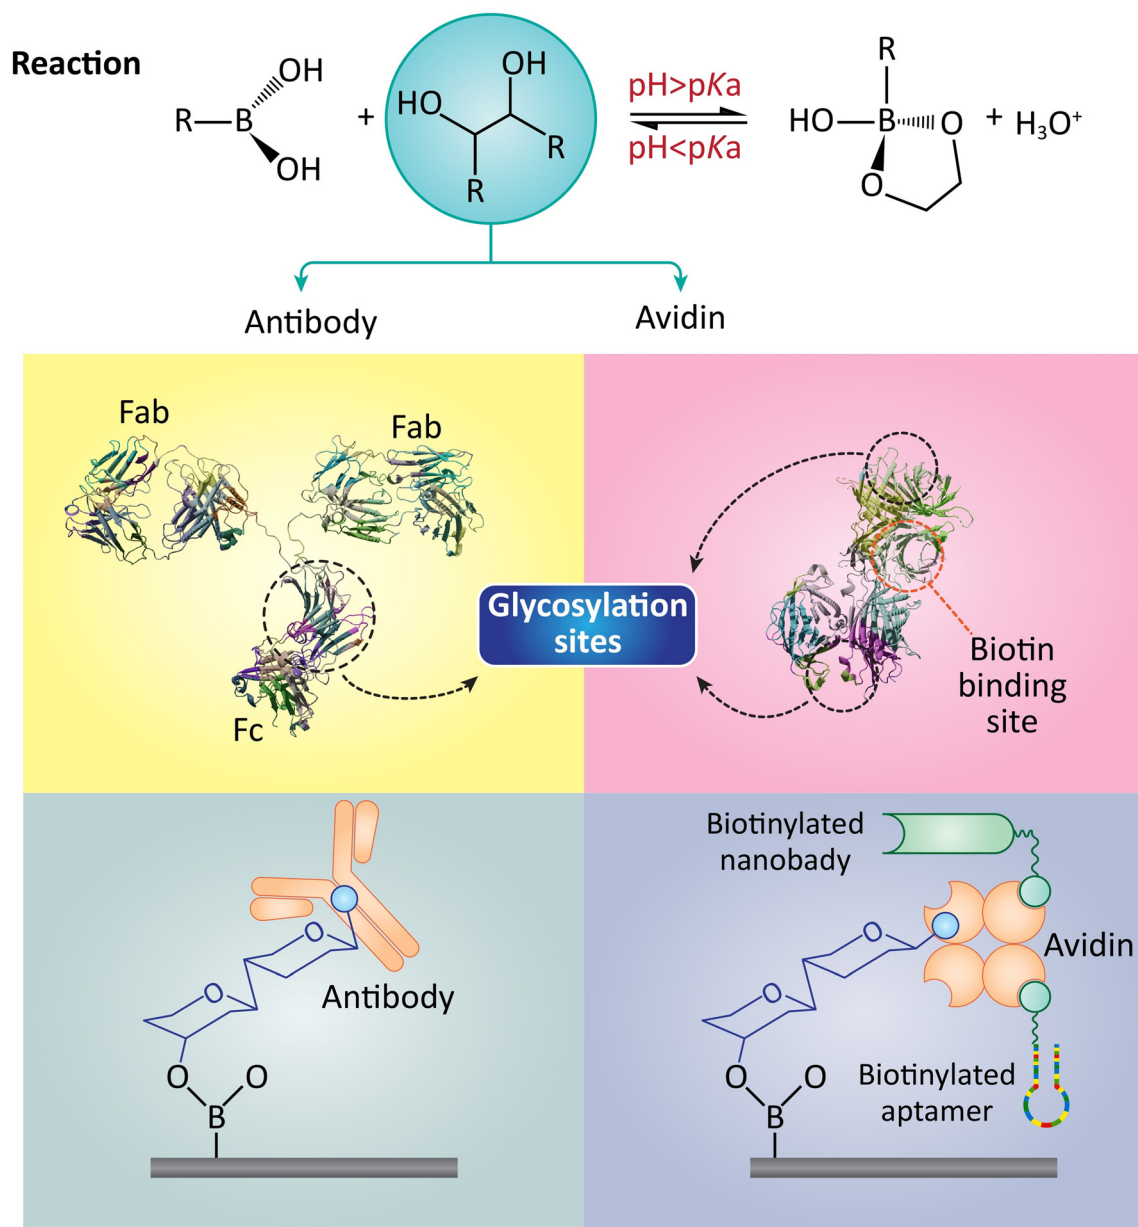 Reaction
R
B
OH
OH
+
HO
OH
R
R
pH>pKa
pH<pKa
R
HO
B
O
O
+ H₃O⁺
Antibody
Avidin
Fab
Fab
Fc
Glycosylation
sites
Biotin
binding
site
O
O
Antibody
O
O
B
Biotinylated
nanobady
O
O
Avidin
O
O
B
Biotinylated
aptamer